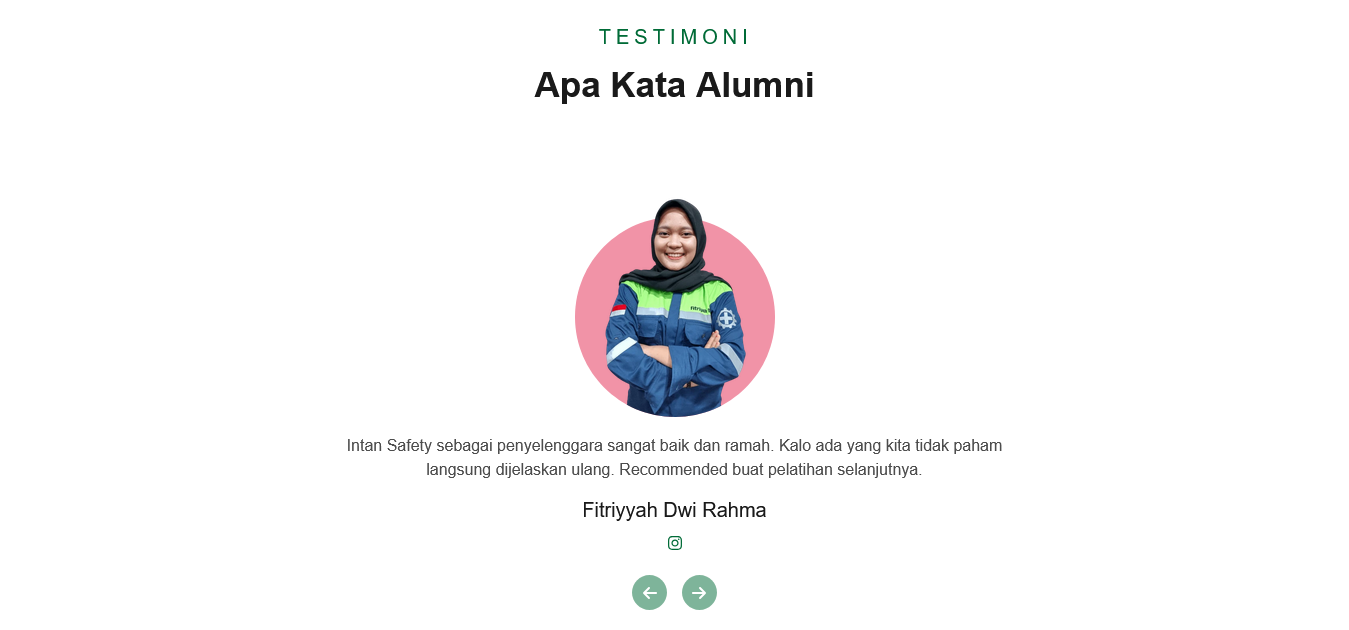 TESTIMONI
Apa Kata Alumni
Intan Safety sebagai penyelenggara sangat baik dan ramah. Kalo ada yang kita tidak paham
langsung dijelaskan ulang. Recommended buat pelatihan selanjutnya.
Fitriyyah Dwi Rahma